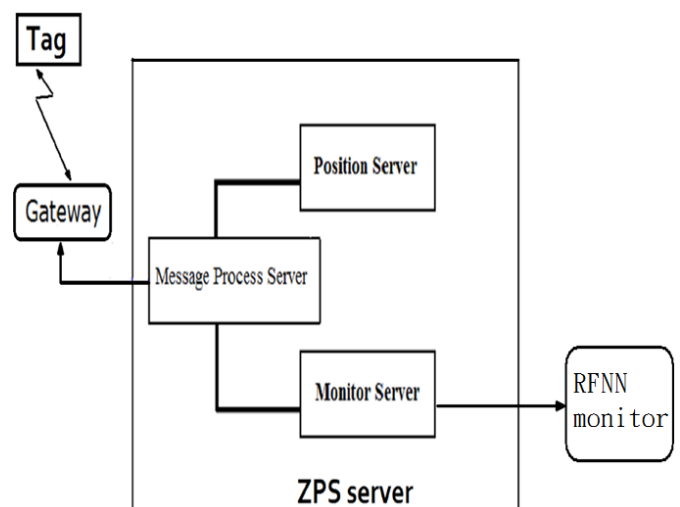 Tag
Position Server
Gateway
Message Process Server
Monitor Server
RFNN
monitor
ZPS server